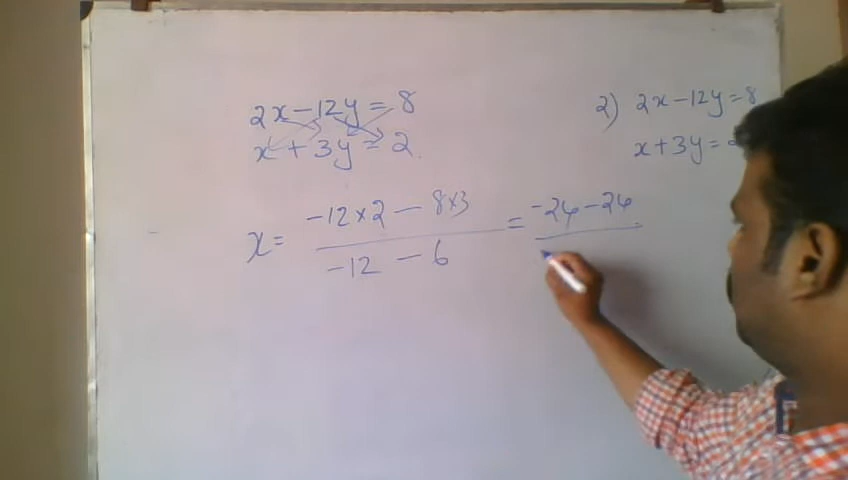 2x - 12y = 8
x + 3y = 2
2) 2x - 12y = 8
x + 3y =
x = -12 x 2 - 8 x 3 = -24 - 24
-12 - 6